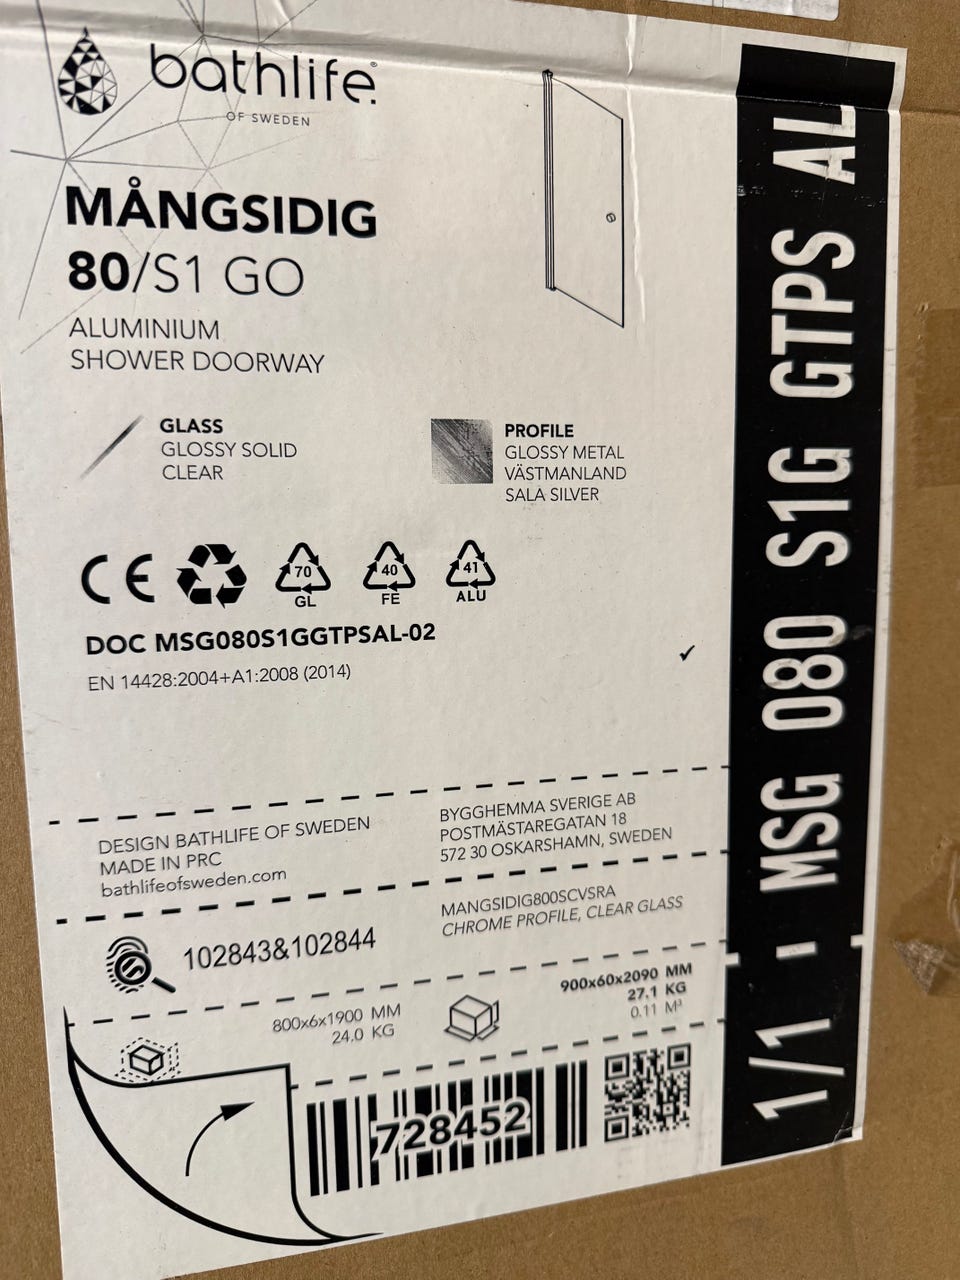 bathlife®
OF SWEDEN
MÅNGSIDIG
80/S1 GO
ALUMINIUM
SHOWER DOORWAY
GLASS
GLOSSY SOLID
CLEAR
PROFILE
GLOSSY METAL
VÄSTMANLAND
SALA SILVER
CE
70
GL
40
FE
41
ALU
DOC MSG080S1GGTPSAL-02
EN 14428:2004+A1:2008 (2014)
✓
DESIGN BATHLIFE OF SWEDEN
MADE IN PRC
bathlifeofsweden.com
BYGGHEMMA SVERIGE AB
POSTMÄSTAREGATAN 18
572 30 OSKARSHAMN, SWEDEN
102843&102844
MANGSIDIG800SCVSRA
CHROME PROFILE, CLEAR GLASS
800x6x1900 MM
24.0 KG
900x60x2090 MM
27.1 KG
0.11 M³
728452
1/1 - MSG 080 S1G GTPS AL